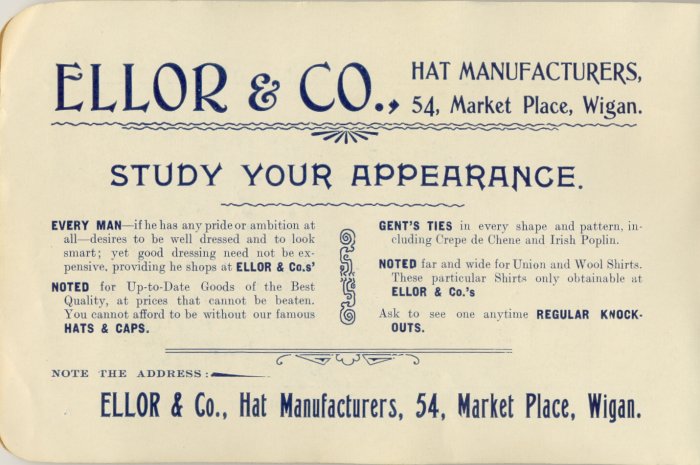 ELLOR & CO.,
HAT MANUFACTURERS,
54, Market Place, Wigan.
STUDY YOUR APPEARANCE.
EVERY MAN—if he has any pride or ambition at
all—desires to be well dressed and to look
smart; yet good dressing need not be ex-
pensive, providing he shops at ELLOR & Co.s'
NOTED for Up-to-Date Goods of the Best
Quality, at prices that cannot be beaten.
You cannot afford to be without our famous
HATS & CAPS.
GENT'S TIES in every shape and pattern, in-
cluding Crepe de Chene and Irish Poplin.
NOTED far and wide for Union and Wool Shirts.
These particular Shirts only obtainable at
ELLOR & Co.'s
Ask to see one anytime REGULAR KNOCK-
OUTS.
NOTE THE ADDRESS:
ELLOR & Co., Hat Manufacturers, 54, Market Place, Wigan.